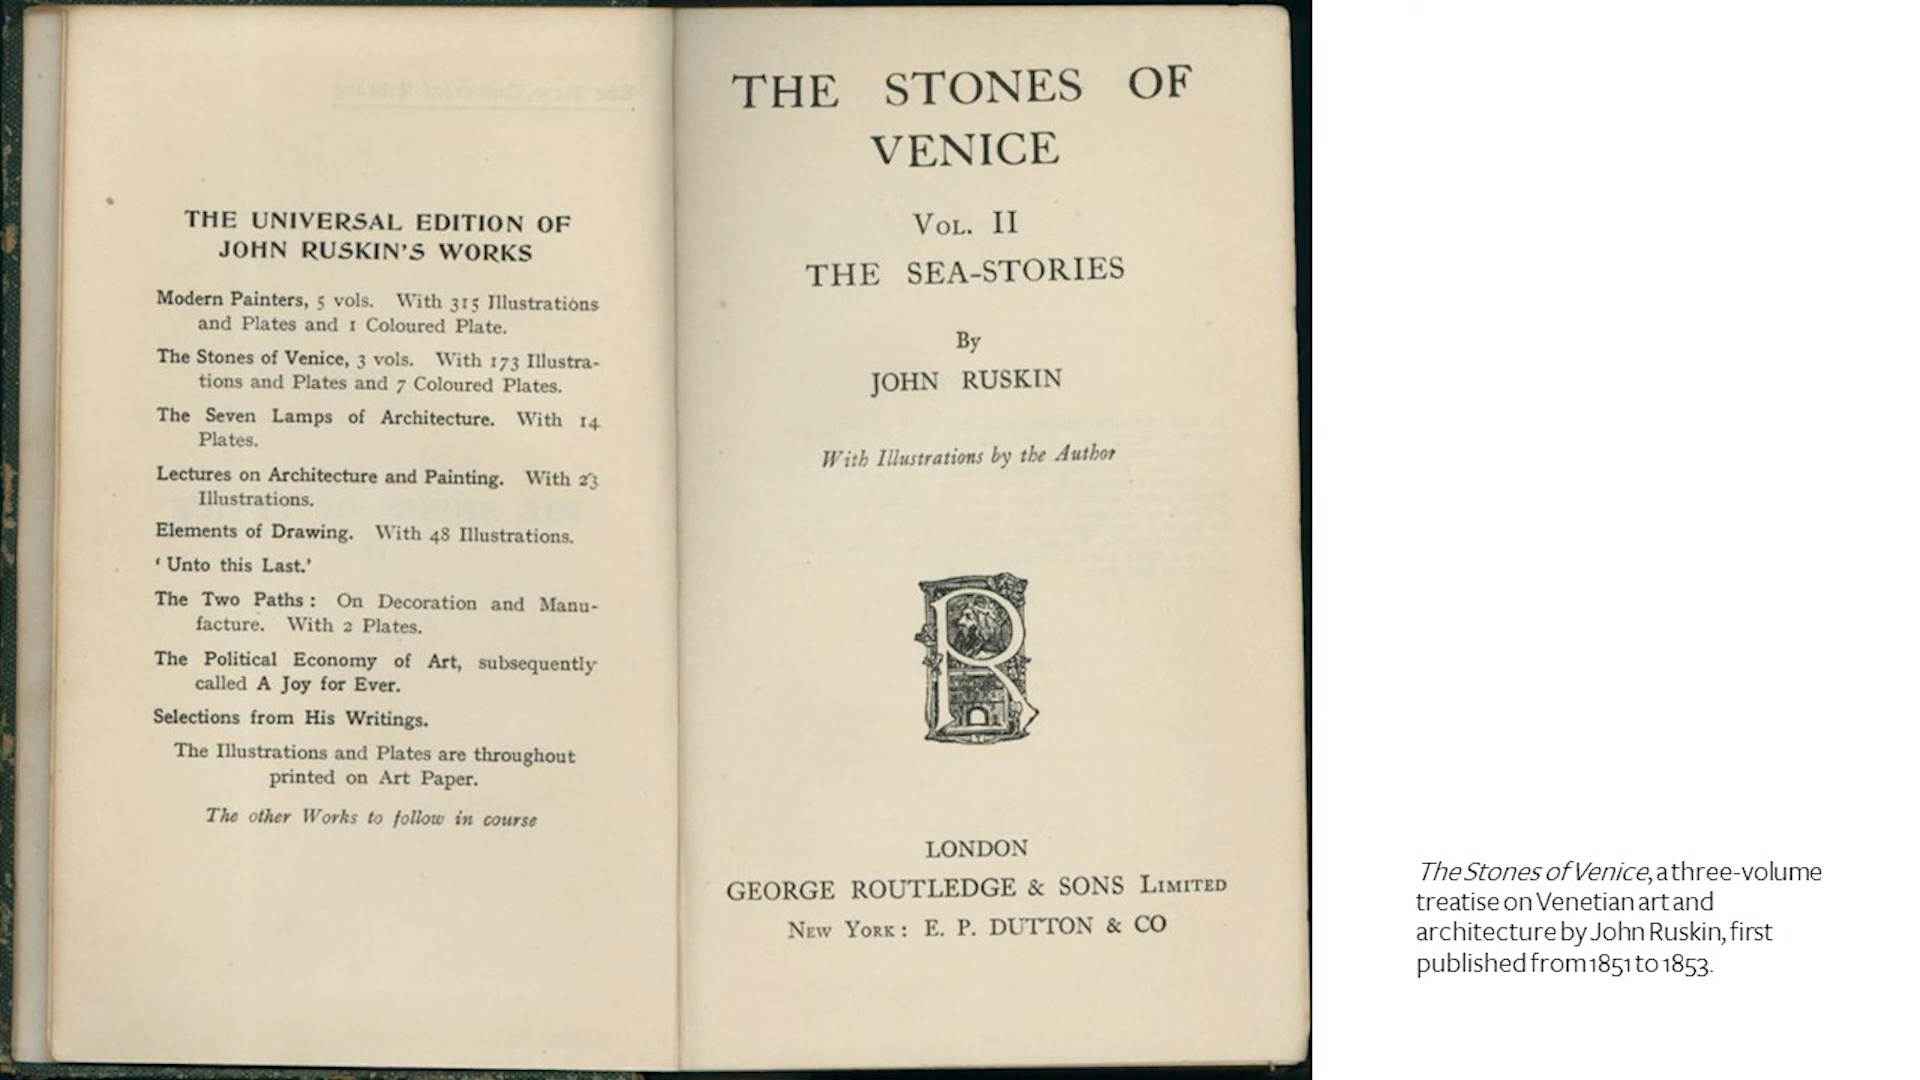 THE UNIVERSAL EDITION OF
JOHN RUSKIN'S WORKS
Modern Painters, 5 vols. With 315 Illustrations
and Plates and 1 Coloured Plate.
The Stones of Venice, 3 vols. With 173 Illustra-
tions and Plates and 7 Coloured Plates.
The Seven Lamps of Architecture. With 14
Plates.
Lectures on Architecture and Painting. With 23
Illustrations.
Elements of Drawing. With 48 Illustrations.
'Unto this Last.'
The Two Paths: On Decoration and Manu-
facture. With 2 Plates.
The Political Economy of Art, subsequently
called A Joy for Ever.
Selections from His Writings.
The Illustrations and Plates are throughout
printed on Art Paper.
The other Works to follow in course
THE STONES OF
VENICE
VOL. II
THE SEA-STORIES
By
JOHN RUSKIN
With Illustrations by the Author
R
LONDON
GEORGE ROUTLEDGE & SONS LIMITED
NEW YORK: E. P. DUTTON & CO
The Stones of Venice, a three-volume
treatise on Venetian art and
architecture by John Ruskin, first
published from 1851 to 1853.